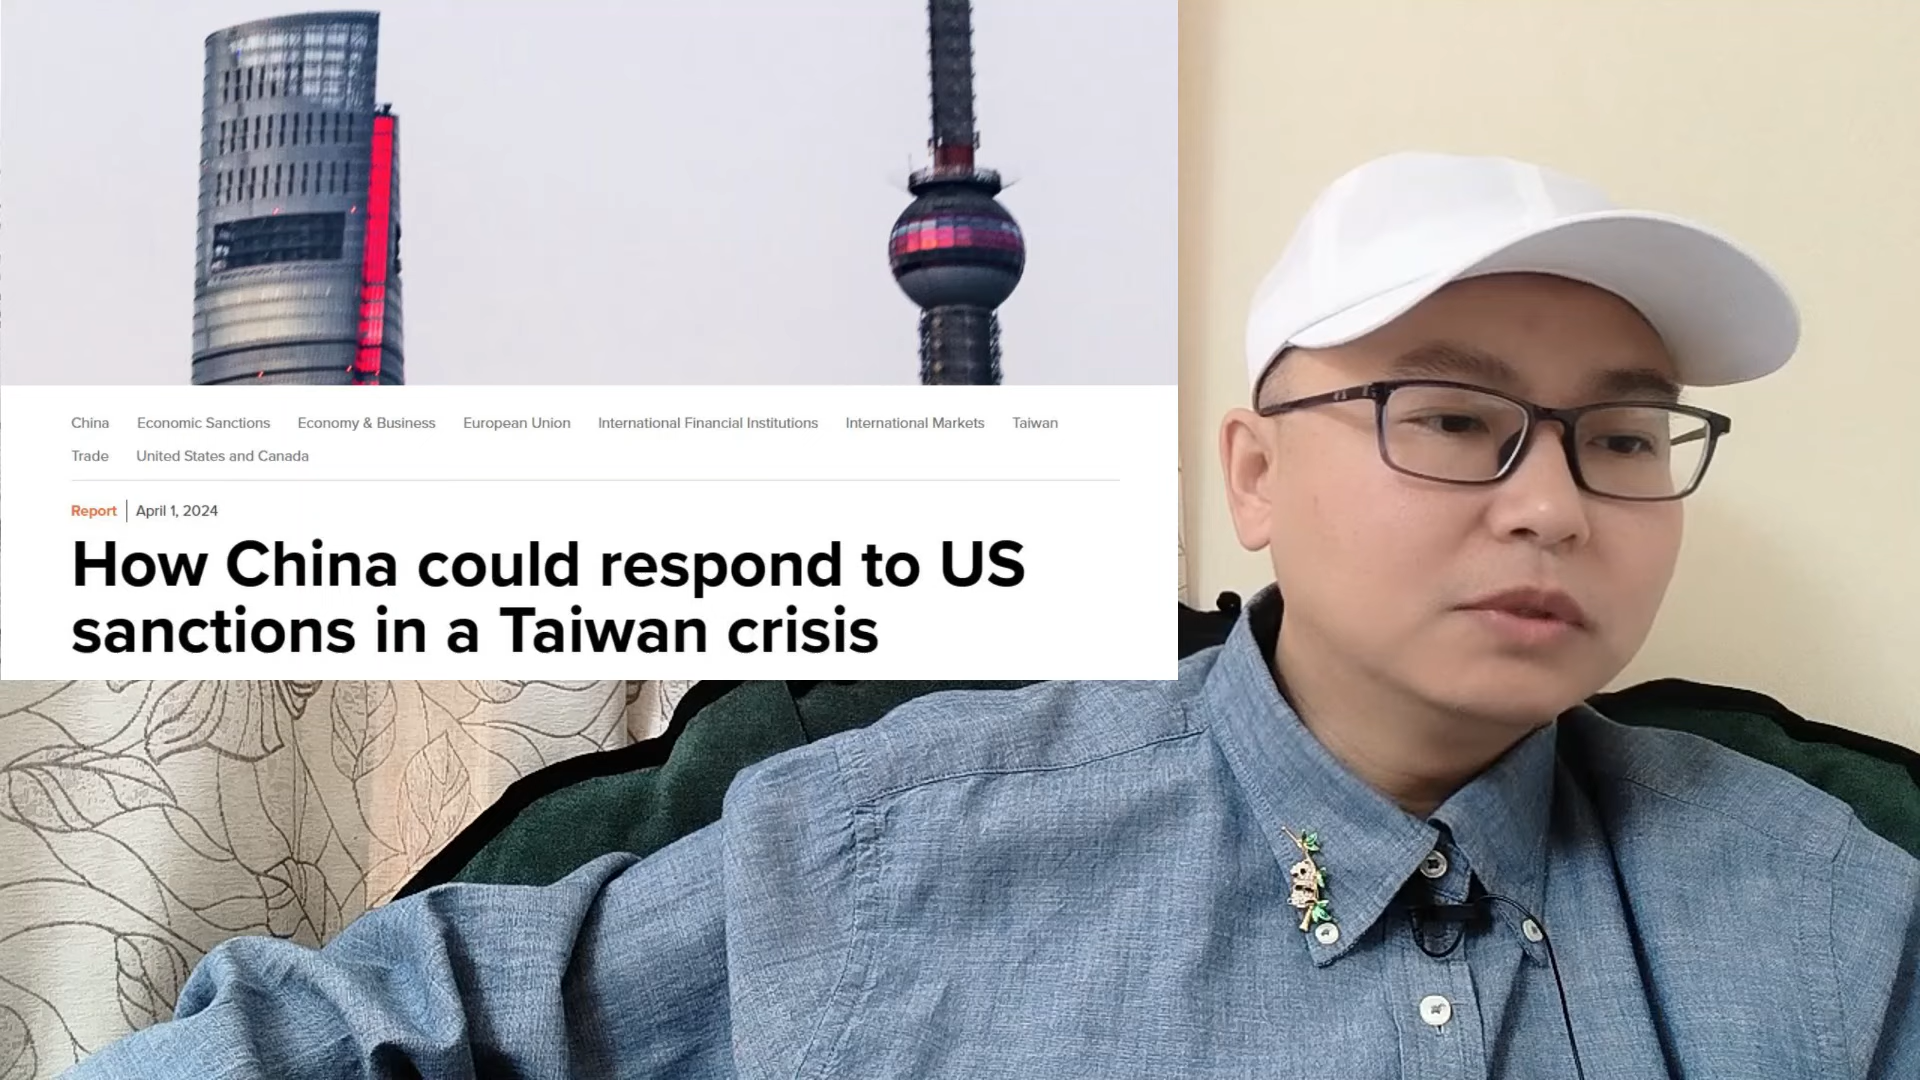 China Economic Sanctions Economy & Business European Union International Financial Institutions International Markets Taiwan
Trade United States and Canada
Report April 1, 2024
How China could respond to US
sanctions in a Taiwan crisis